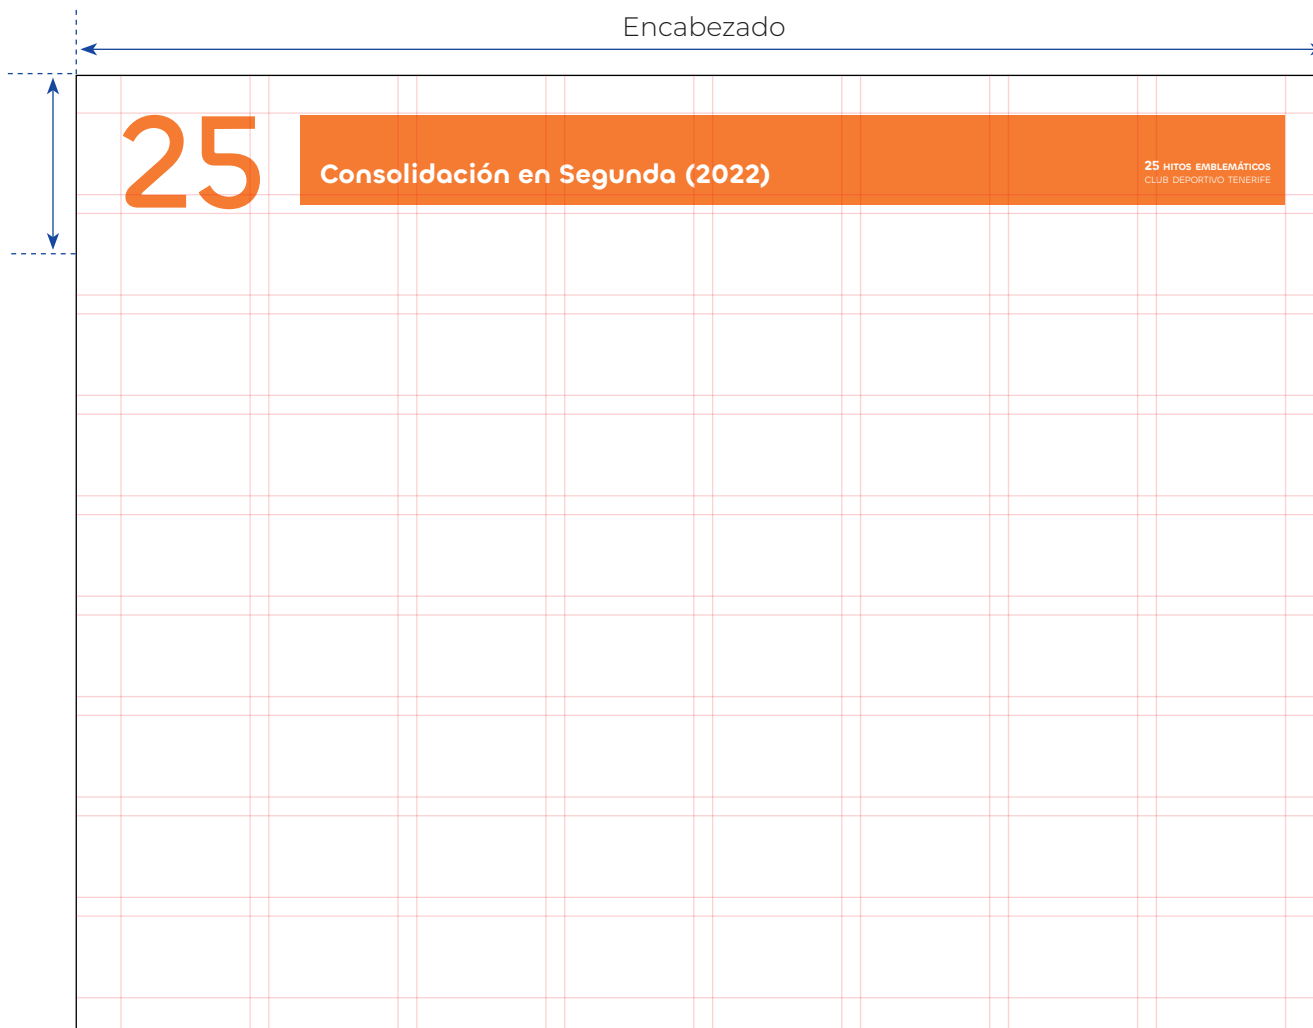 Encabezado
25
Consolidación en Segunda (2022)
25 HITOS EMBLEMÁTICOS
CLUB DEPORTIVO TENERIFE